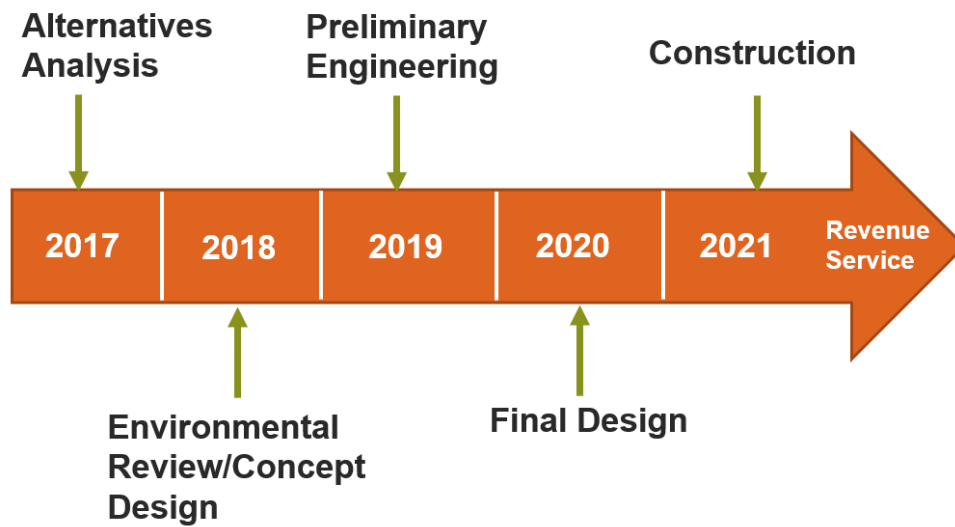 Alternatives
Analysis
Preliminary
Engineering
Construction
2017
2018
2019
2020
2021
Revenue
Service
Environmental
Review/Concept
Design
Final Design